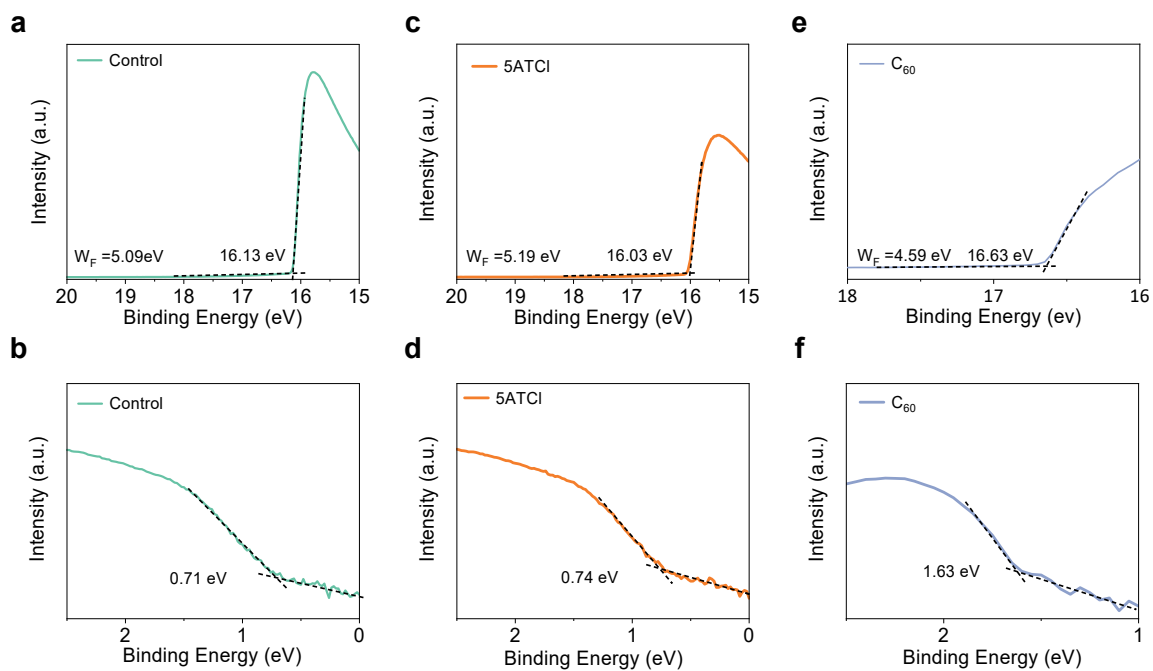 a
Control
Intensity (a.u.)
W_F =5.09eV
16.13 eV
20 19 18 17 16 15
Binding Energy (eV)
c
5ATCl
Intensity (a.u.)
W_F =5.19 eV
16.03 eV
20 19 18 17 16 15
Binding Energy (eV)
e
C60
Intensity (a.u.)
W_F =4.59 eV
16.63 eV
18 17 16
Binding Energy (ev)
b
Control
Intensity (a.u.)
0.71 eV
2 1 0
Binding Energy (eV)
d
5ATCl
Intensity (a.u.)
0.74 eV
2 1 0
Binding Energy (eV)
f
C60
Intensity (a.u.)
1.63 eV
2 1
Binding Energy (eV)